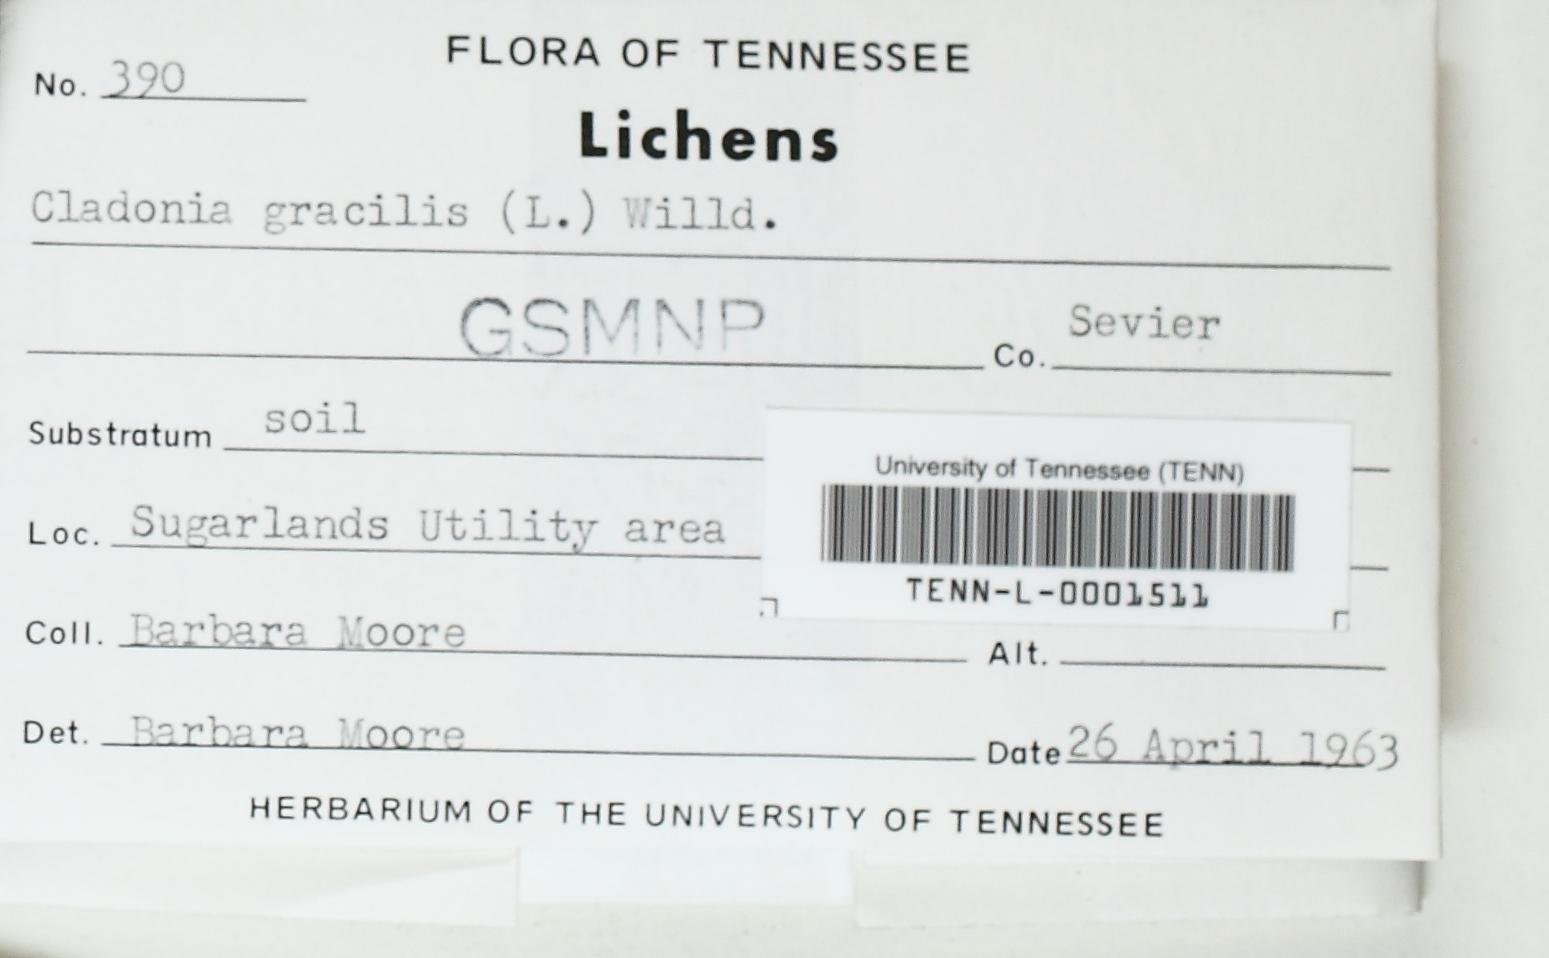 FLORA OF TENNESSEE
No. 390
Lichens
Cladonia gracilis (L.) Willd.
GSMNP Co. Sevier
Substratum soil
University of Tennessee (TENN)
Loc. Sugarlands Utility area
TENN-L-0001511
Coll. Barbara Moore Alt.
Det. Barbara Moore Date 26 April 1963
HERBARIUM OF THE UNIVERSITY OF TENNESSEE